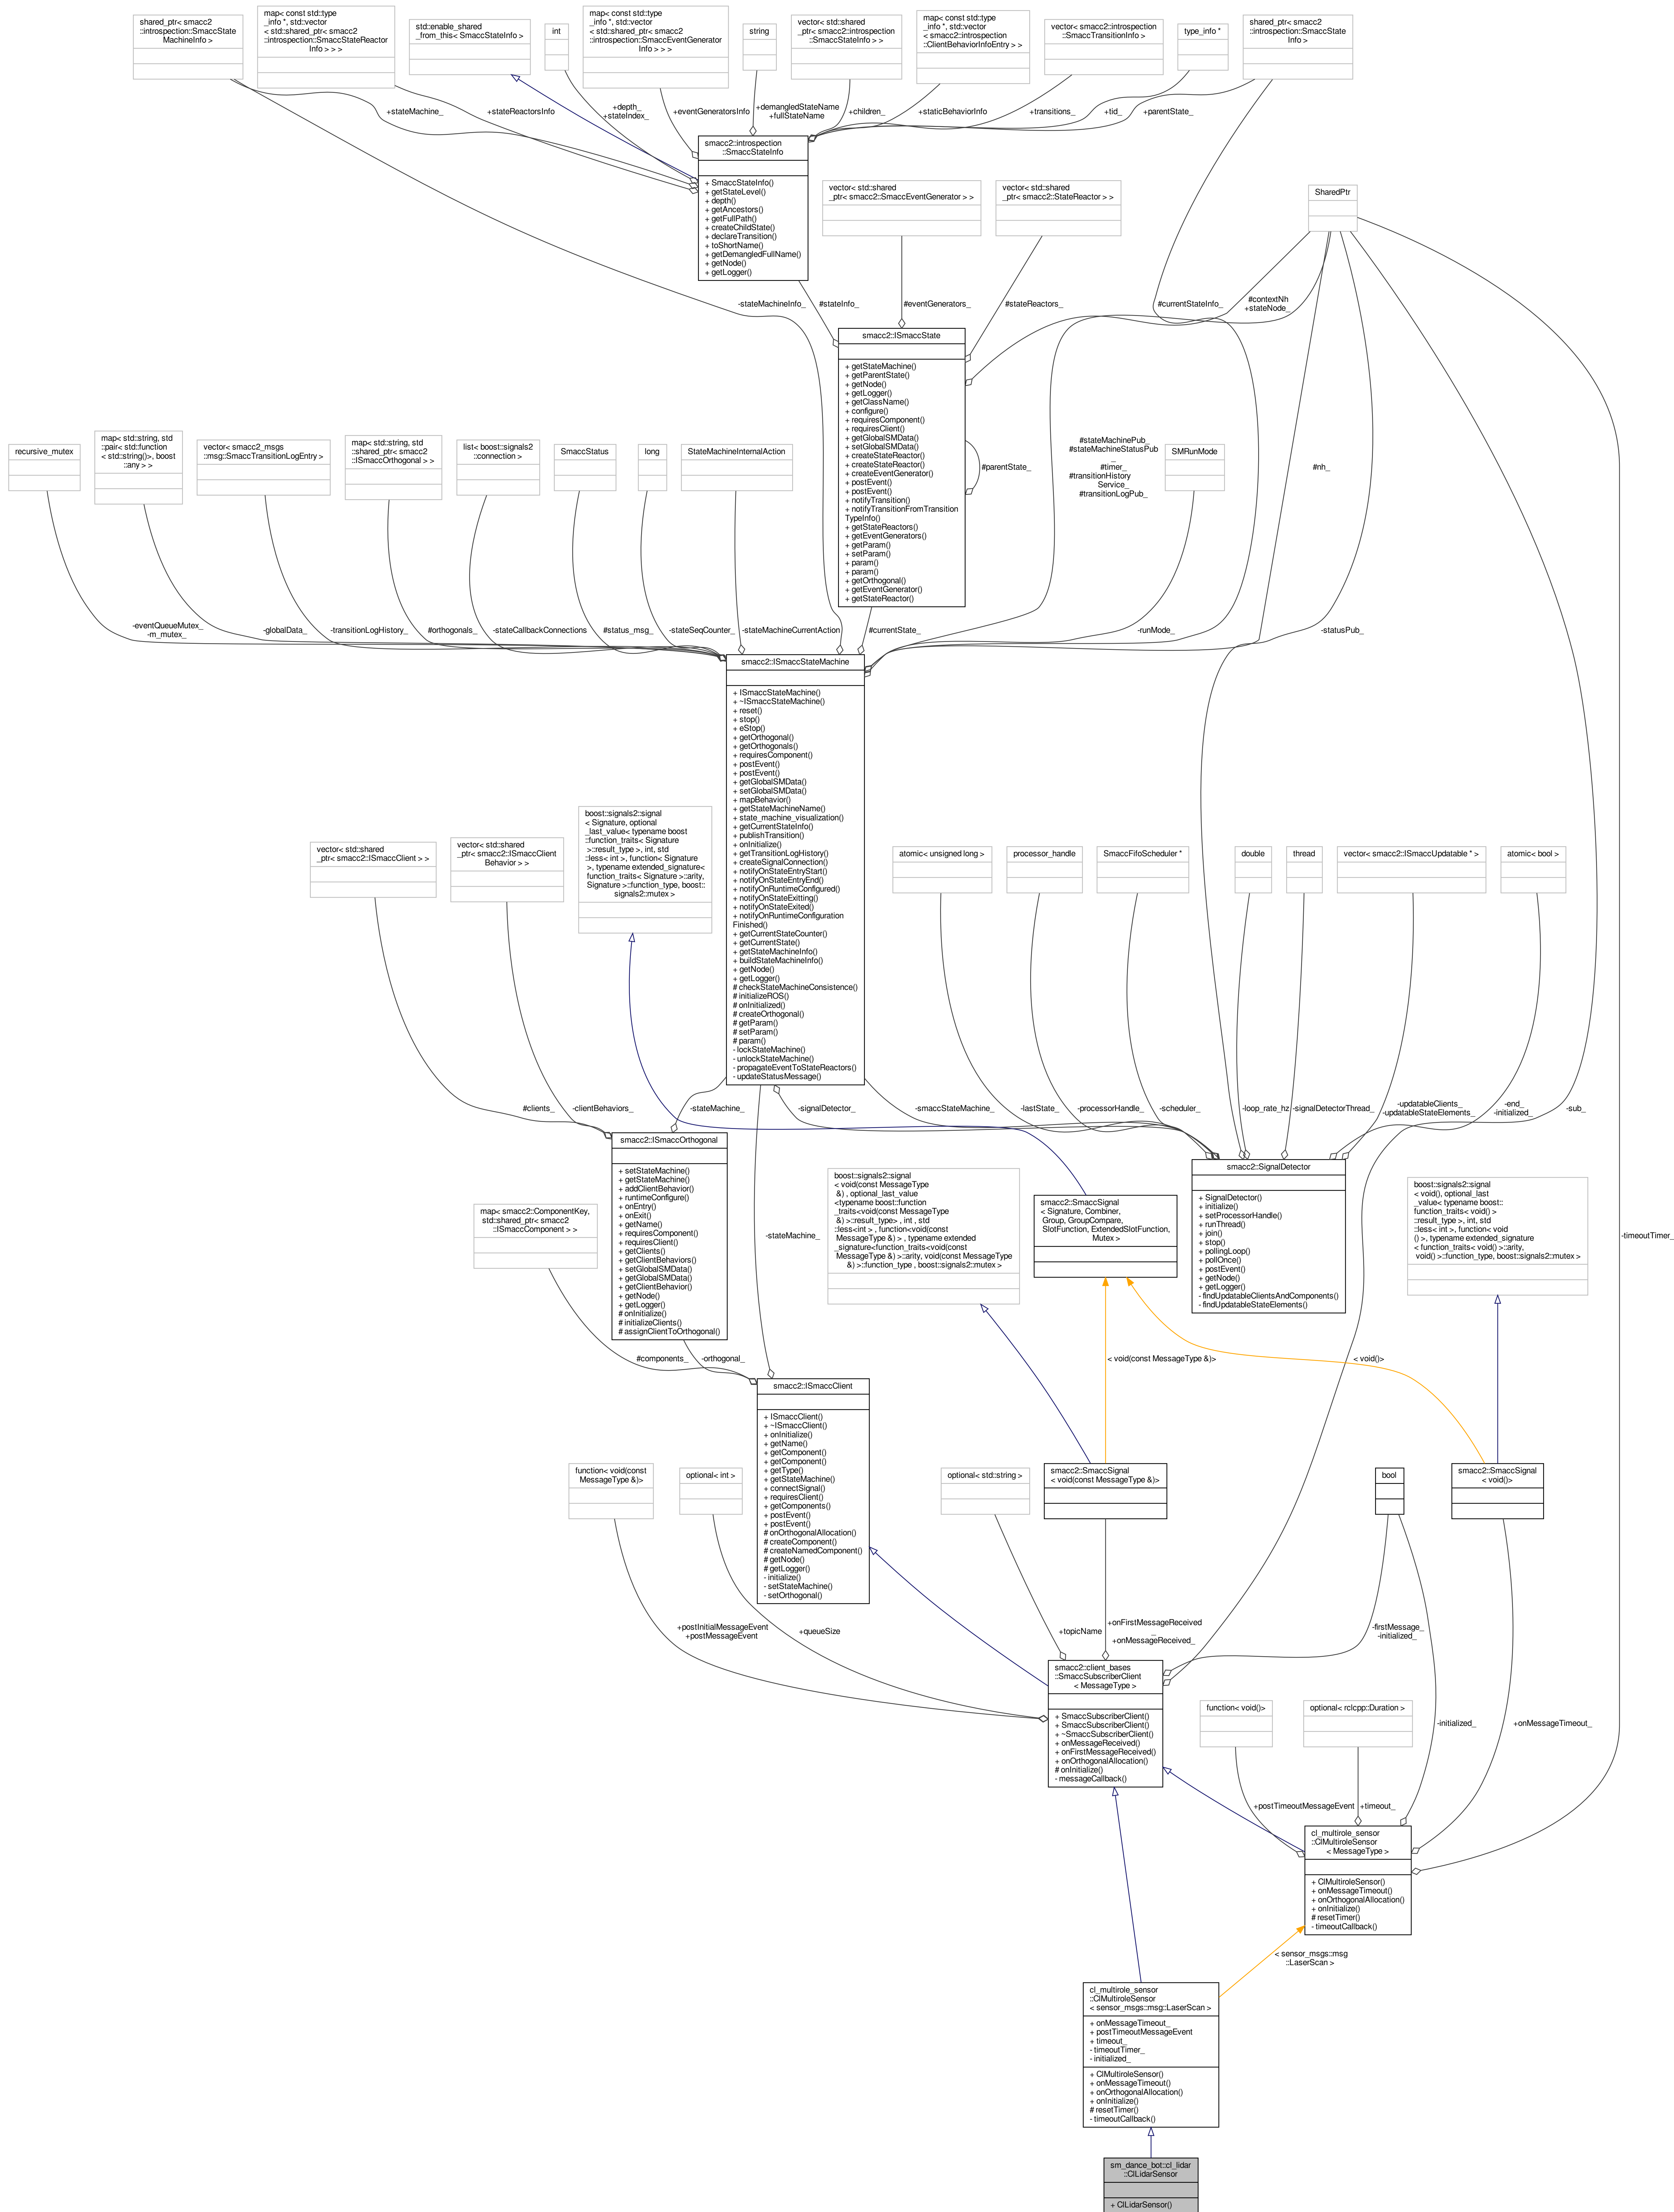 shared_ptr< smacc2
::introspection::SmaccState
MachineInfo >
map< const std::type
_info *, std::vector
< std::shared_ptr< smacc2
::introspection::SmaccStateReactor
Info > > >
std::enable_shared
_from_this< SmaccStateInfo >
int
map< const std::type
_info *, std::vector
< std::shared_ptr< smacc2
::introspection::SmaccEventGenerator
Info > > >
string
vector< std::shared
_ptr< smacc2::introspection
::SmaccStateInfo > >
map< const std::type
_info *, std::vector
< smacc2::introspection
::ClientBehaviorInfoEntry > >
vector< smacc2::introspection
::SmaccTransitionInfo >
type_info *
shared_ptr< smacc2
::introspection::SmaccState
Info >
+stateMachine_
+stateReactorsInfo
+depth_
+stateIndex_
+eventGeneratorsInfo
+demangledStateName
+fullStateName
+children_
+staticBehaviorInfo
+transitions_
+tid_
+parentState_
smacc2::introspection
::SmaccStateInfo
+ SmaccStateInfo()
+ getStateLevel()
+ depth()
+ getAncestors()
+ getFullPath()
+ createChildState()
+ declareTransition()
+ toShortName()
+ getDemangledFullName()
+ getNode()
+ getLogger()
vector< std::shared
_ptr< smacc2::SmaccEventGenerator > >
vector< std::shared
_ptr< smacc2::StateReactor > >
SharedPtr
-stateMachineInfo_
#stateInfo_
#eventGenerators_
#stateReactors_
#currentStateInfo_
#contextNh
+stateNode_
smacc2::ISmaccState
+ getStateMachine()
+ getParentState()
+ getNode()
+ getLogger()
+ getClassName()
+ configure()
+ requiresComponent()
+ requiresClient()
+ getGlobalSMData()
+ setGlobalSMData()
+ createStateReactor()
+ createStateReactor()
+ createEventGenerator()
+ postEvent()
+ postEvent()
+ notifyTransition()
+ notifyTransitionFromTransition
TypeInfo()
+ getStateReactors()
+ getEventGenerators()
+ getParam()
+ setParam()
+ param()
+ param()
+ getOrthogonal()
+ getEventGenerator()
+ getStateReactor()
#parentState_
#stateMachinePub_
#stateMachineStatusPub
_
#timer_
#transitionHistory
Service_
#transitionLogPub_
SMRunMode
#nh_
recursive_mutex
map< std::string, std
::pair< std::function
< std::string()>, boost
::any > >
vector< smacc2_msgs
::msg::SmaccTransitionLogEntry >
map< std::string, std
::shared_ptr< smacc2
::ISmaccOrthogonal > >
list< boost::signals2
::connection >
SmaccStatus
long
StateMachineInternalAction
-eventQueueMutex_
-m_mutex_
-globalData_
-transitionLogHistory_
#orthogonals_
-stateCallbackConnections
#status_msg_
-stateSeqCounter_
-stateMachineCurrentAction
#currentState_
-runMode_
-statusPub_
smacc2::ISmaccStateMachine
+ ISmaccStateMachine()
+ ~ISmaccStateMachine()
+ reset()
+ stop()
+ eStop()
+ getOrthogonal()
+ getOrthogonals()
+ requiresComponent()
+ postEvent()
+ postEvent()
+ getGlobalSMData()
+ setGlobalSMData()
+ mapBehavior()
+ getStateMachineName()
+ state_machine_visualization()
+ getCurrentStateInfo()
+ publishTransition()
+ onInitialize()
+ getTransitionLogHistory()
+ createSignalConnection()
+ notifyOnStateEntryStart()
+ notifyOnStateEntryEnd()
+ notifyOnRuntimeConfigured()
+ notifyOnStateExitting()
+ notifyOnStateExited()
+ notifyOnRuntimeConfiguration
Finished()
+ getCurrentStateCounter()
+ getCurrentState()
+ getStateMachineInfo()
+ buildStateMachineInfo()
+ getNode()
+ getLogger()
# checkStateMachineConsistence()
# initializeROS()
# onInitialized()
# createOrthogonal()
# getParam()
# setParam()
# param()
- lockStateMachine()
- unlockStateMachine()
- propagateEventToStateReactors()
- updateStatusMessage()
vector< std::shared
_ptr< smacc2::ISmaccClient > >
vector< std::shared
_ptr< smacc2::ISmaccClient
Behavior > >
boost::signals2::signal
< Signature, optional
_last_value< typename boost
::function_traits< Signature
>::result_type >, int, std
::less< int >, function< Signature
>, typename extended_signature<
function_traits< Signature >::arity,
Signature >::function_type, boost::
signals2::mutex >
atomic< unsigned long >
processor_handle
SmaccFifoScheduler *
double
thread
vector< smacc2::ISmaccUpdatable * >
atomic< bool >
#clients_
-clientBehaviors_
-stateMachine_
-signalDetector_
-smaccStateMachine_
-lastState_
-processorHandle_
-scheduler_
-loop_rate_hz
-signalDetectorThread_
-updatableClients_
-updatableStateElements_
-end_
-initialized_
-sub_
smacc2::ISmaccOrthogonal
+ setStateMachine()
+ getStateMachine()
+ addClientBehavior()
+ runtimeConfigure()
+ onEntry()
+ onExit()
+ getName()
+ requiresComponent()
+ requiresClient()
+ getClients()
+ getClientBehaviors()
+ setGlobalSMData()
+ getGlobalSMData()
+ getClientBehavior()
+ getNode()
+ getLogger()
# onInitialize()
# initializeClients()
# assignClientToOrthogonal()
map< smacc2::ComponentKey,
std::shared_ptr< smacc2
::ISmaccComponent > >
-stateMachine_
boost::signals2::signal
< void(const MessageType
&) , optional_last_value
<typename boost::function
_traits<void(const MessageType
&) >::result_type> , int , std
::less<int > , function<void(const
MessageType &) > , typename extended
_signature<function_traits<void(const
MessageType &) >::arity, void(const MessageType
&) >::function_type , boost::signals2::mutex >
smacc2::SmaccSignal
< Signature, Combiner,
Group, GroupCompare,
SlotFunction, ExtendedSlotFunction,
Mutex >
smacc2::SignalDetector
+ SignalDetector()
+ initialize()
+ setProcessorHandle()
+ runThread()
+ join()
+ stop()
+ pollingLoop()
+ pollOnce()
+ postEvent()
+ getNode()
+ getLogger()
- findUpdatableClientsAndComponents()
- findUpdatableStateElements()
boost::signals2::signal
< void(), optional_last
_value< typename boost::
function_traits< void() >
::result_type >, int, std
::less< int >, function< void
() >, typename extended_signature
< function_traits< void() >::arity,
void() >::function_type, boost::signals2::mutex >
-timeoutTimer_
#components_
-orthogonal_
< void(const MessageType &)>
< void()>
smacc2::ISmaccClient
+ ISmaccClient()
+ ~ISmaccClient()
+ onInitialize()
+ getName()
+ getComponent()
+ getComponent()
+ getType()
+ getStateMachine()
+ connectSignal()
+ requiresClient()
+ getComponents()
+ postEvent()
+ postEvent()
# onOrthogonalAllocation()
# createComponent()
# createNamedComponent()
# getNode()
# getLogger()
- initialize()
- setStateMachine()
- setOrthogonal()
function< void(const
MessageType &)>
optional< int >
optional< std::string >
smacc2::SmaccSignal
< void(const MessageType &)>
bool
smacc2::SmaccSignal
< void()>
+postInitialMessageEvent
+postMessageEvent
+queueSize
+topicName
+onFirstMessageReceived
_
+onMessageReceived_
-firstMessage_
-initialized_
smacc2::client_bases
::SmaccSubscriberClient
< MessageType >
+ SmaccSubscriberClient()
+ SmaccSubscriberClient()
+ ~SmaccSubscriberClient()
+ onMessageReceived()
+ onFirstMessageReceived()
+ onOrthogonalAllocation()
# onInitialize()
- messageCallback()
function< void()>
optional< rclcpp::Duration >
-initialized_
+onMessageTimeout_
+postTimeoutMessageEvent
+timeout_
cl_multirole_sensor
::ClMultiroleSensor
< MessageType >
+ ClMultiroleSensor()
+ onMessageTimeout()
+ onOrthogonalAllocation()
+ onInitialize()
# resetTimer()
- timeoutCallback()
< sensor_msgs::msg
::LaserScan >
cl_multirole_sensor
::ClMultiroleSensor
< sensor_msgs::msg::LaserScan >
+ onMessageTimeout_
+ postTimeoutMessageEvent
+ timeout_
- timeoutTimer_
- initialized_
+ ClMultiroleSensor()
+ onMessageTimeout()
+ onOrthogonalAllocation()
+ onInitialize()
# resetTimer()
- timeoutCallback()
sm_dance_bot::cl_lidar
::ClLidarSensor
+ ClLidarSensor()